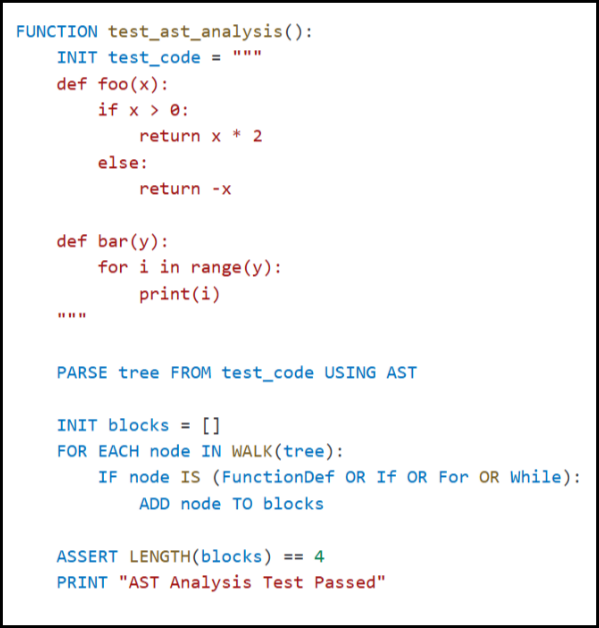 FUNCTION test_ast_analysis():
    INIT test_code = """
    def foo(x):
        if x > 0:
            return x * 2
        else:
            return -x

    def bar(y):
        for i in range(y):
            print(i)
    """

    PARSE tree FROM test_code USING AST

    INIT blocks = []
    FOR EACH node IN WALK(tree):
        IF node IS (FunctionDef OR If OR For OR While):
            ADD node TO blocks

    ASSERT LENGTH(blocks) == 4
    PRINT "AST Analysis Test Passed"